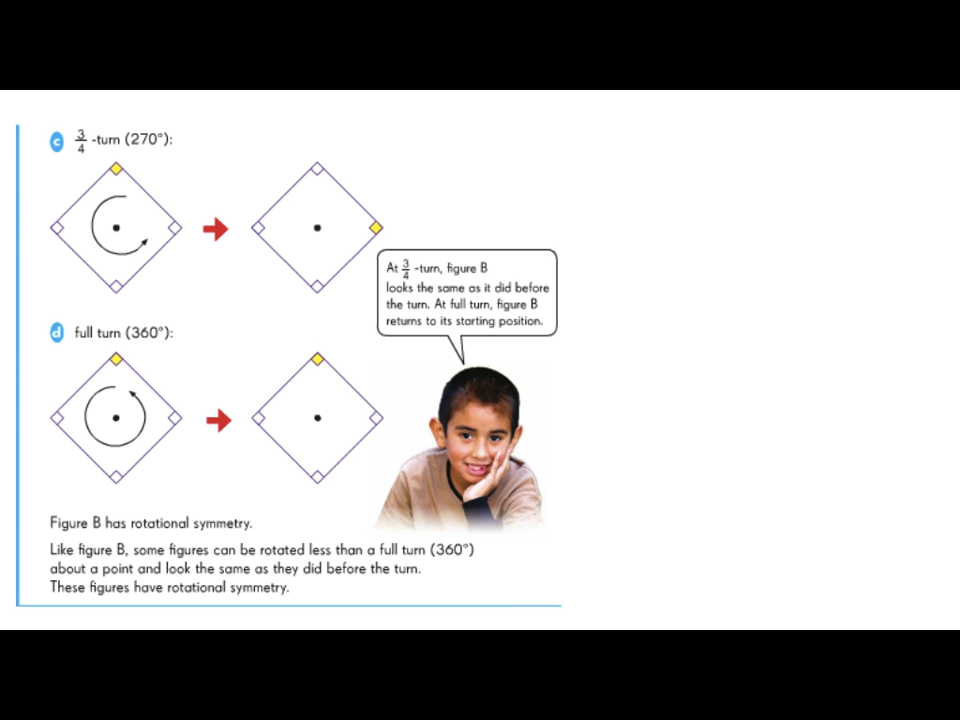 c 3/4 -turn (270°):
At 3/4 -turn, figure B
looks the same as it did before
the turn. At full turn, figure B
returns to its starting position.
d full turn (360°):
Figure B has rotational symmetry.
Like figure B, some figures can be rotated less than a full turn (360°)
about a point and look the same as they did before the turn.
These figures have rotational symmetry.